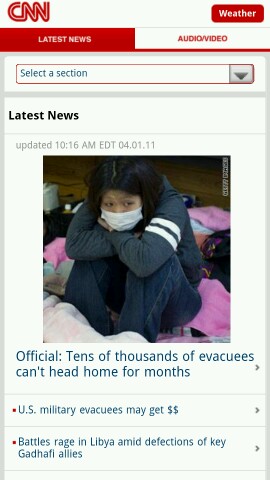 CNN
Weather
LATEST NEWS
AUDIO/VIDEO
Select a section
Latest News
updated 10:16 AM EDT 04.01.11
GETTY IMAGES
Official: Tens of thousands of evacuees
can't head home for months
U.S. military evacuees may get $$
Battles rage in Libya amid defections of key
Gadhafi allies